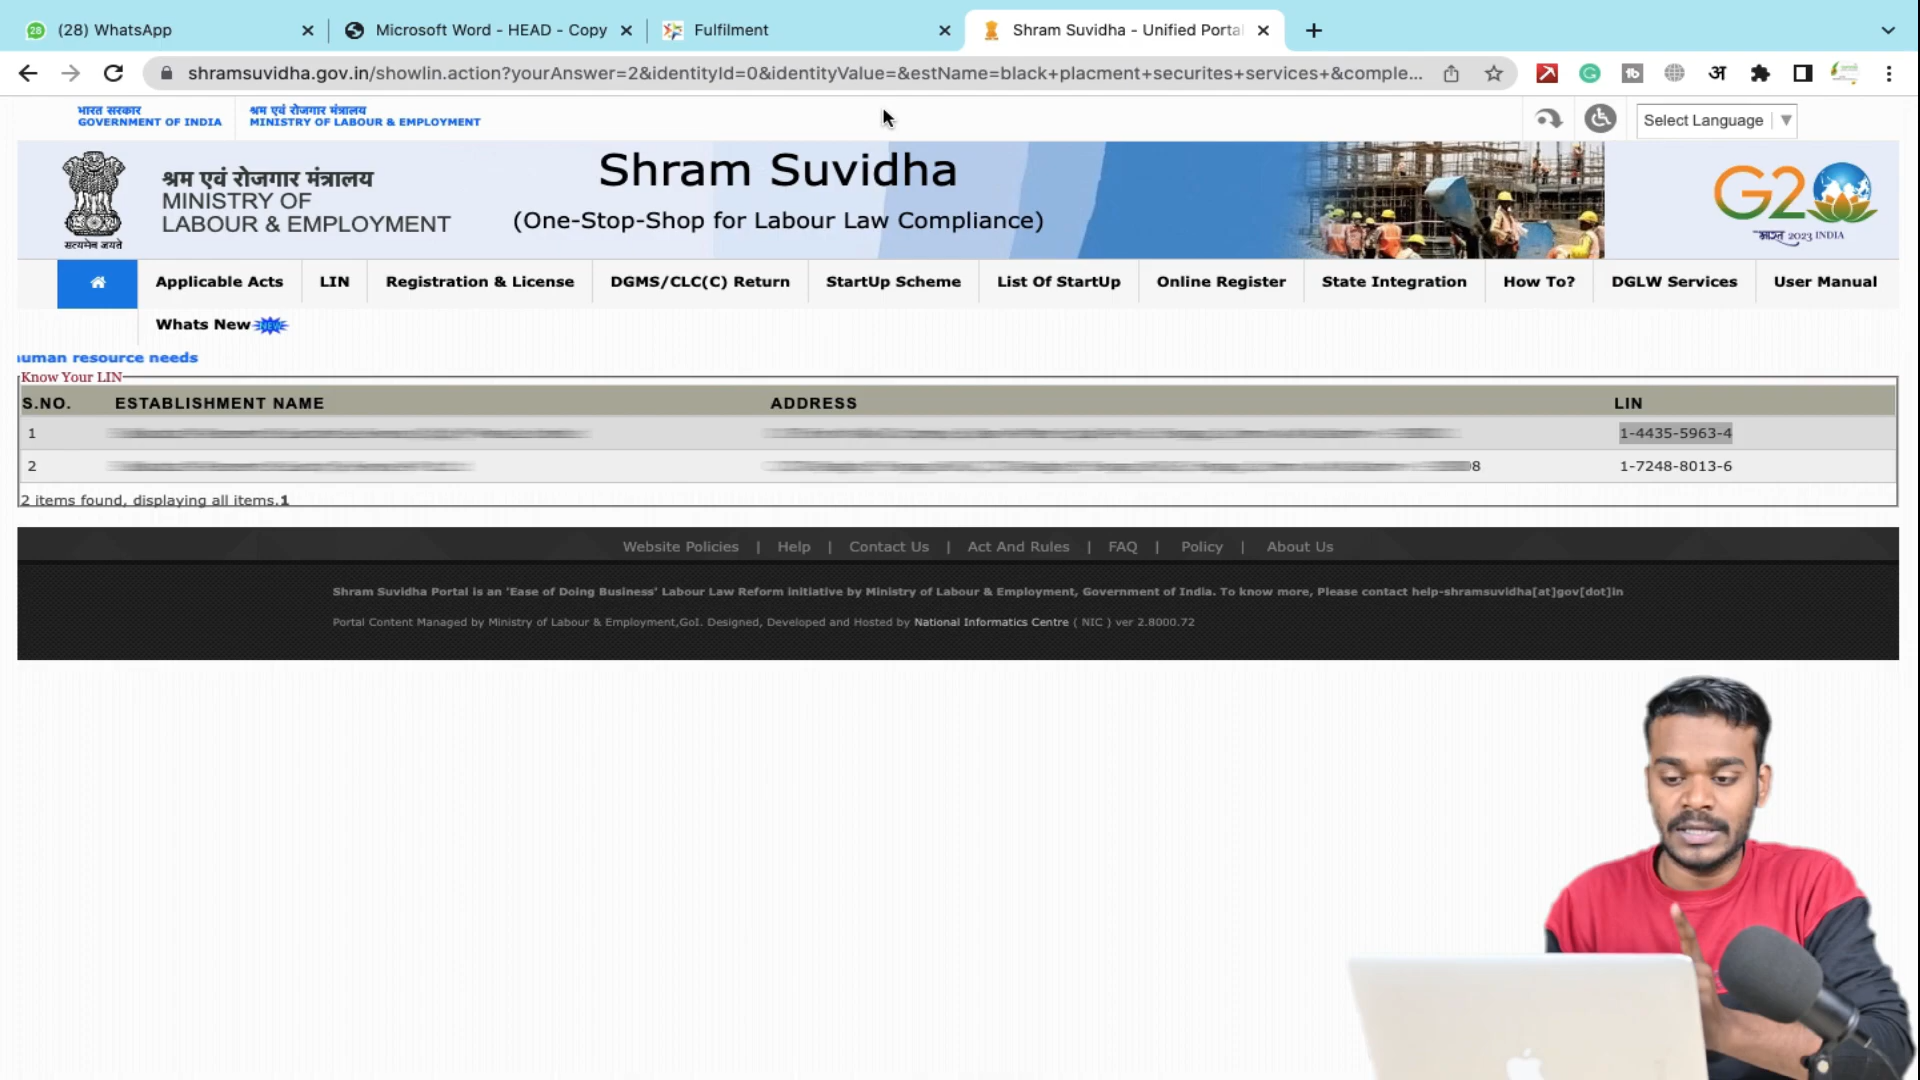 (28) WhatsApp
Microsoft Word - HEAD - Copy
Fulfilment
Shram Suvidha - Unified Portal
shramsuvidha.gov.in/showlin.action?yourAnswer=2&identityId=0&identityValue=&estName=black+placment+securites+services+&comple...
भारत सरकार
GOVERNMENT OF INDIA
श्रम एवं रोजगार मंत्रालय
MINISTRY OF LABOUR & EMPLOYMENT
Select Language
सत्यमेव जयते
श्रम एवं रोजगार मंत्रालय
MINISTRY OF
LABOUR & EMPLOYMENT
Shram Suvidha
(One-Stop-Shop for Labour Law Compliance)
G20
भारत 2023 INDIA
Applicable Acts
LIN
Registration & License
DGMS/CLC(C) Return
StartUp Scheme
List Of StartUp
Online Register
State Integration
How To?
DGLW Services
User Manual
Whats New NEW
human resource needs
Know Your LIN
S.NO. ESTABLISHMENT NAME ADDRESS LIN
1 1-4435-5963-4
2 8 1-7248-8013-6
2 items found, displaying all items.1
Website Policies | Help | Contact Us | Act And Rules | FAQ | Policy | About Us
Shram Suvidha Portal is an 'Ease of Doing Business' Labour Law Reform initiative by Ministry of Labour & Employment, Government of India. To know more, Please contact help-shramsuvidha[at]gov[dot]in
Portal Content Managed by Ministry of Labour & Employment,GoI. Designed, Developed and Hosted by National Informatics Centre ( NIC ) ver 2.8000.72